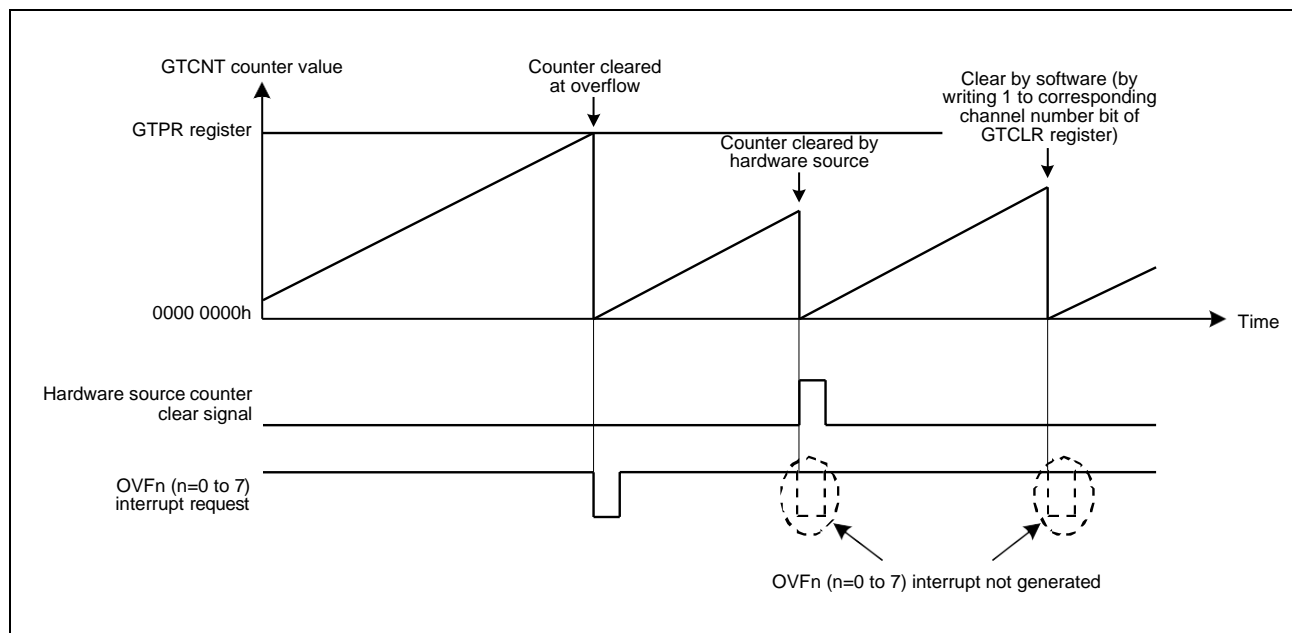 GTCNT counter value
Counter cleared
at overflow
Clear by software (by
writing 1 to corresponding
channel number bit of
GTCLR register)
GTPR register
Counter cleared by
hardware source
0000 0000h
Time
Hardware source counter
clear signal
OVFn (n=0 to 7)
interrupt request
OVFn (n=0 to 7) interrupt not generated